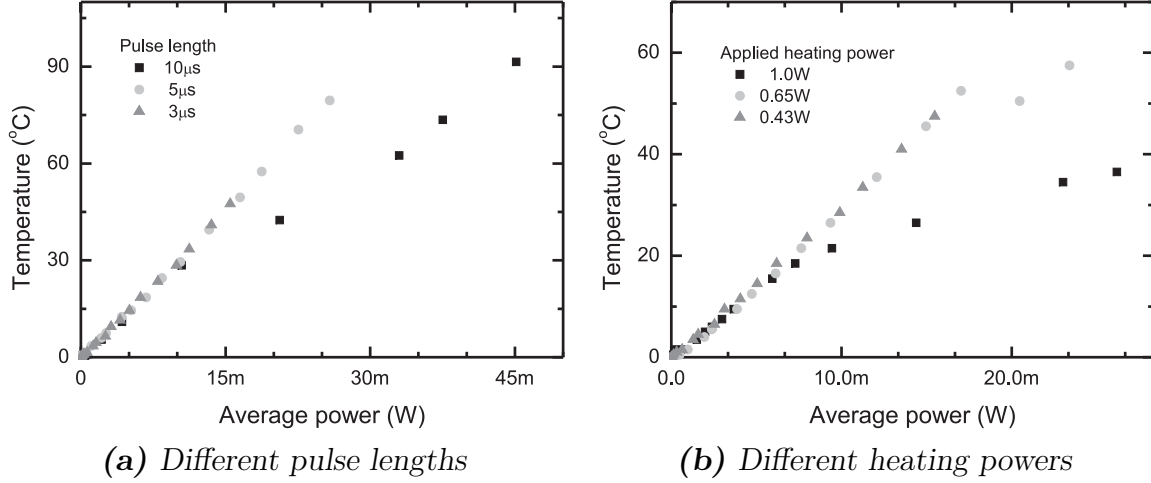 Pulse length
10μs
5μs
3μs
Temperature (°C)
90
60
30
0
0 15m 30m 45m
Average power (W)
(a) Different pulse lengths
Applied heating power
1.0W
0.65W
0.43W
Temperature (°C)
60
40
20
0
0.0 10.0m 20.0m
Average power (W)
(b) Different heating powers